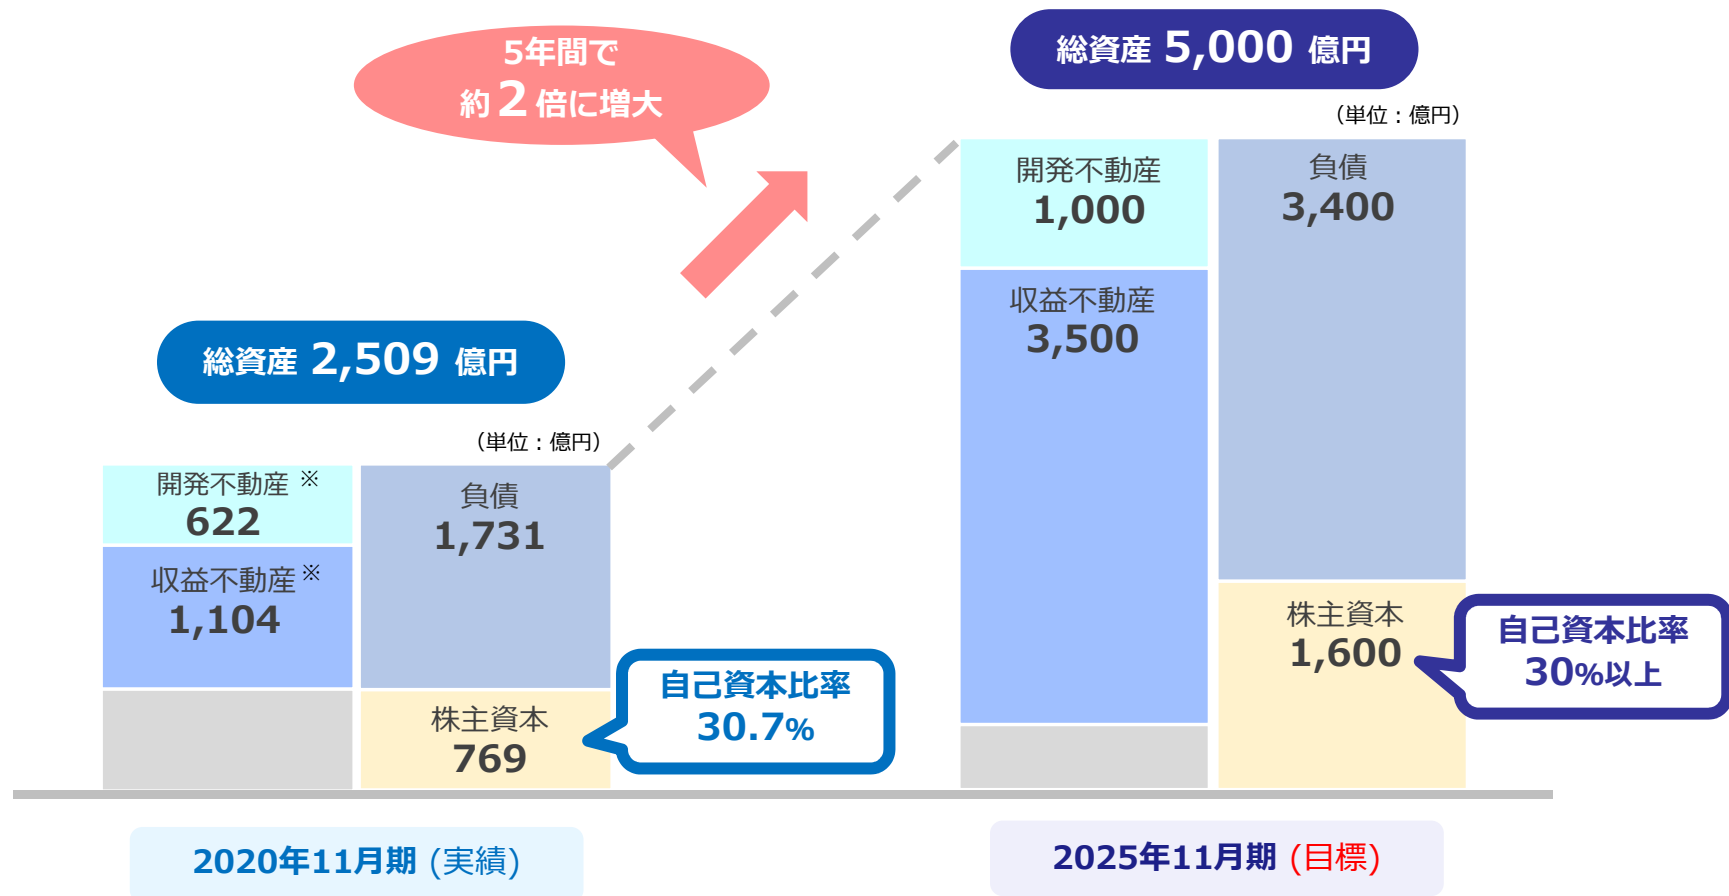 5年間で
約2倍に増大
総資産 5,000 億円
（単位：億円）
開発不動産
1,000
収益不動産
3,500
負債
3,400
株主資本
1,600
自己資本比率
30%以上
総資産 2,509 億円
（単位：億円）
開発不動産※
622
収益不動産※
1,104
負債
1,731
株主資本
769
自己資本比率
30.7%
2020年11月期 (実績)
2025年11月期 (目標)